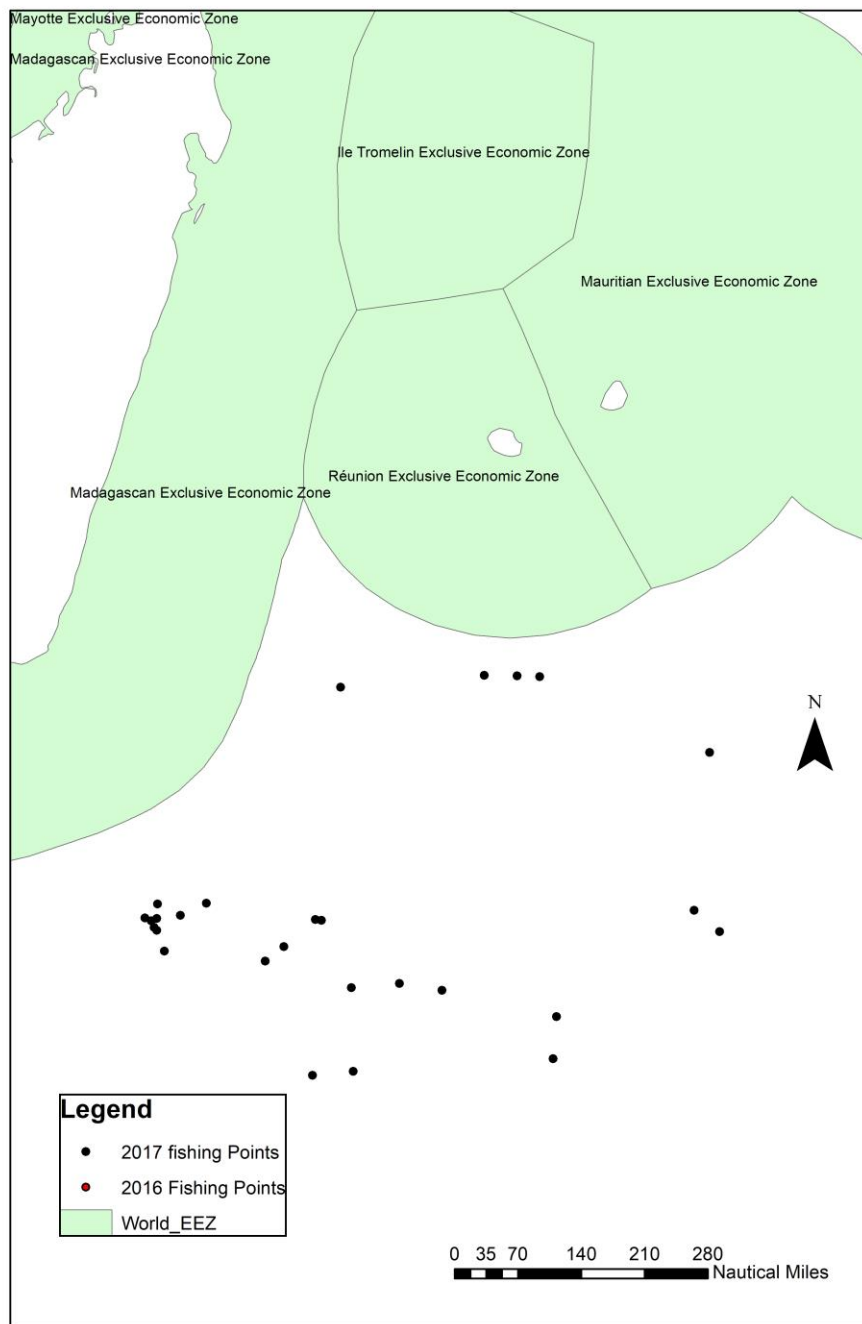 Mayotte Exclusive Economic Zone
Madagascan Exclusive Economic Zone
Ile Tromelin Exclusive Economic Zone
Mauritian Exclusive Economic Zone
Réunion Exclusive Economic Zone
Madagascan Exclusive Economic Zone
N
Legend
2017 fishing Points
2016 Fishing Points
World_EEZ
0 35 70 140 210 280
Nautical Miles